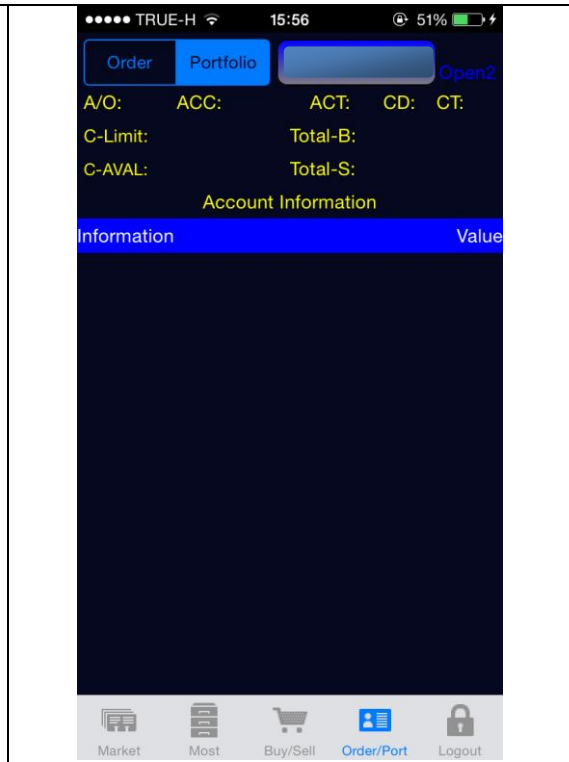 TRUE-H 15:56 51%
Order Portfolio Open2
A/O: ACC: ACT: CD: CT:
C-Limit: Total-B:
C-AVAL: Total-S:
Account Information
Information Value
Market Most Buy/Sell Order/Port Logout